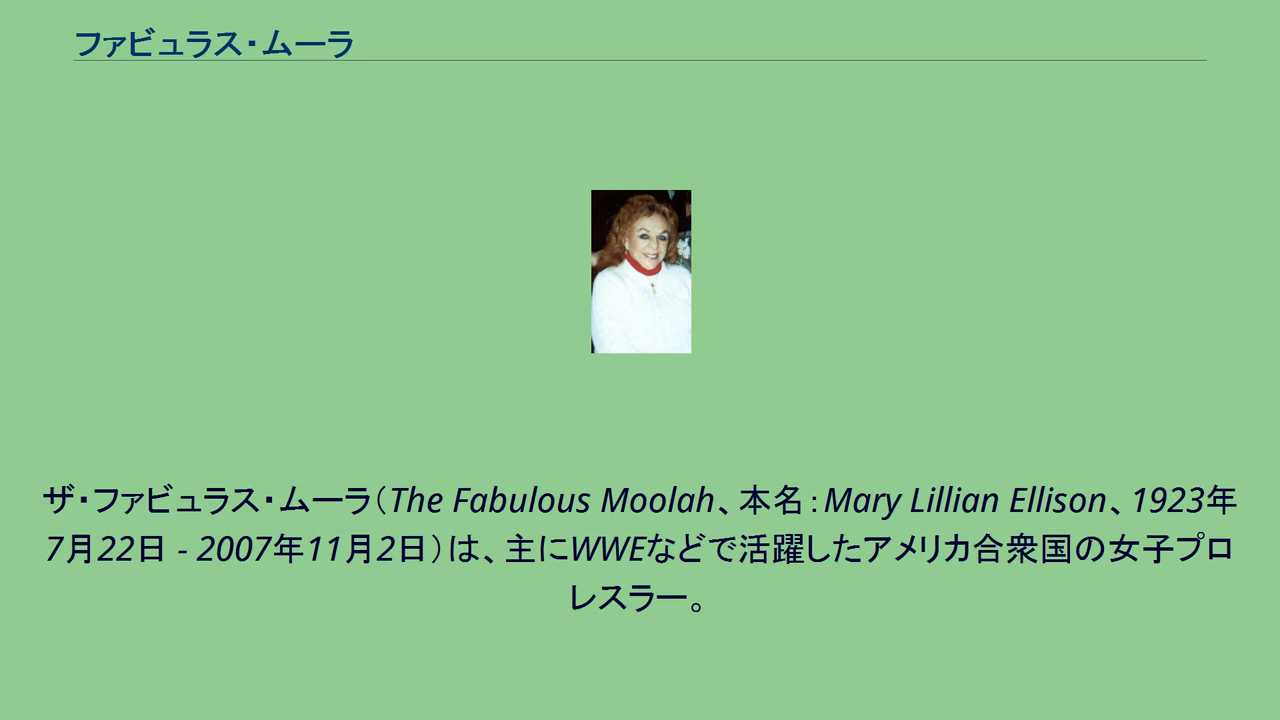 ファビュラス・ムーラ
ザ・ファビュラス・ムーラ（The Fabulous Moolah、本名：Mary Lillian Ellison、1923年
7月22日 - 2007年11月2日）は、主にWWEなどで活躍したアメリカ合衆国の女子プロ
レスラー。